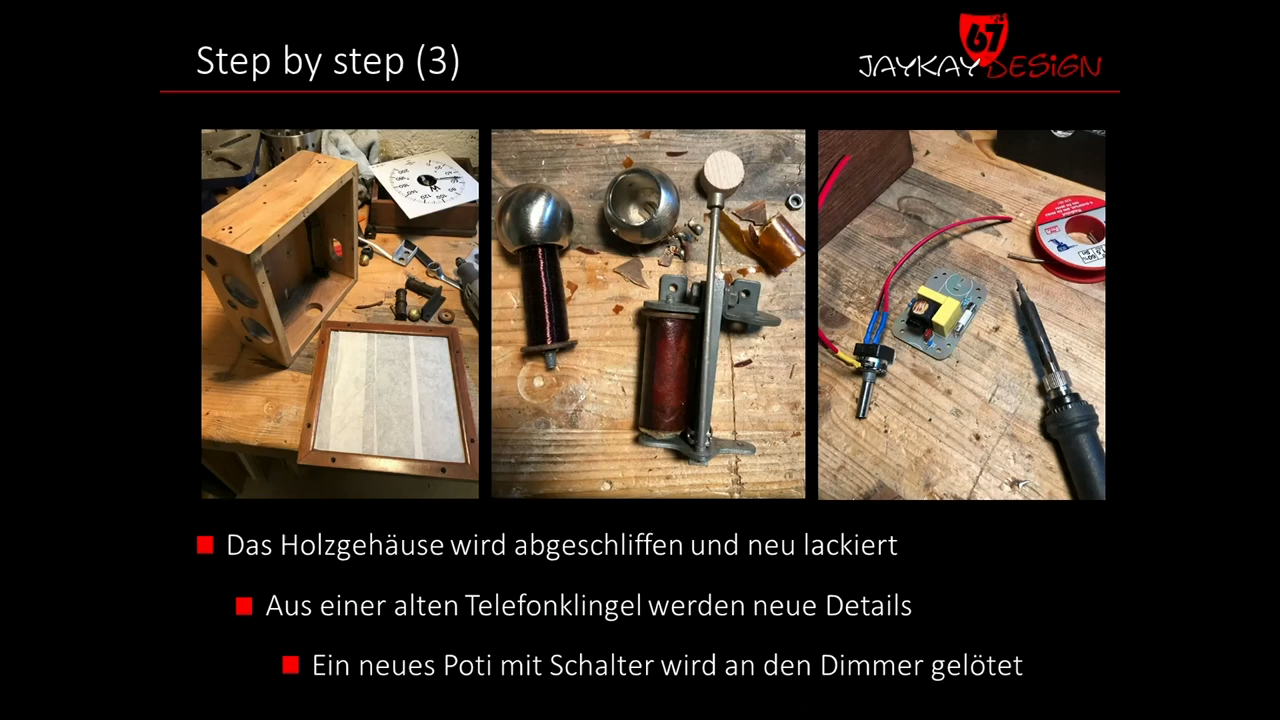 Step by step (3)
67
JAYKAY DESiGN
Das Holzgehäuse wird abgeschliffen und neu lackiert
Aus einer alten Telefonklingel werden neue Details
Ein neues Poti mit Schalter wird an den Dimmer gelötet